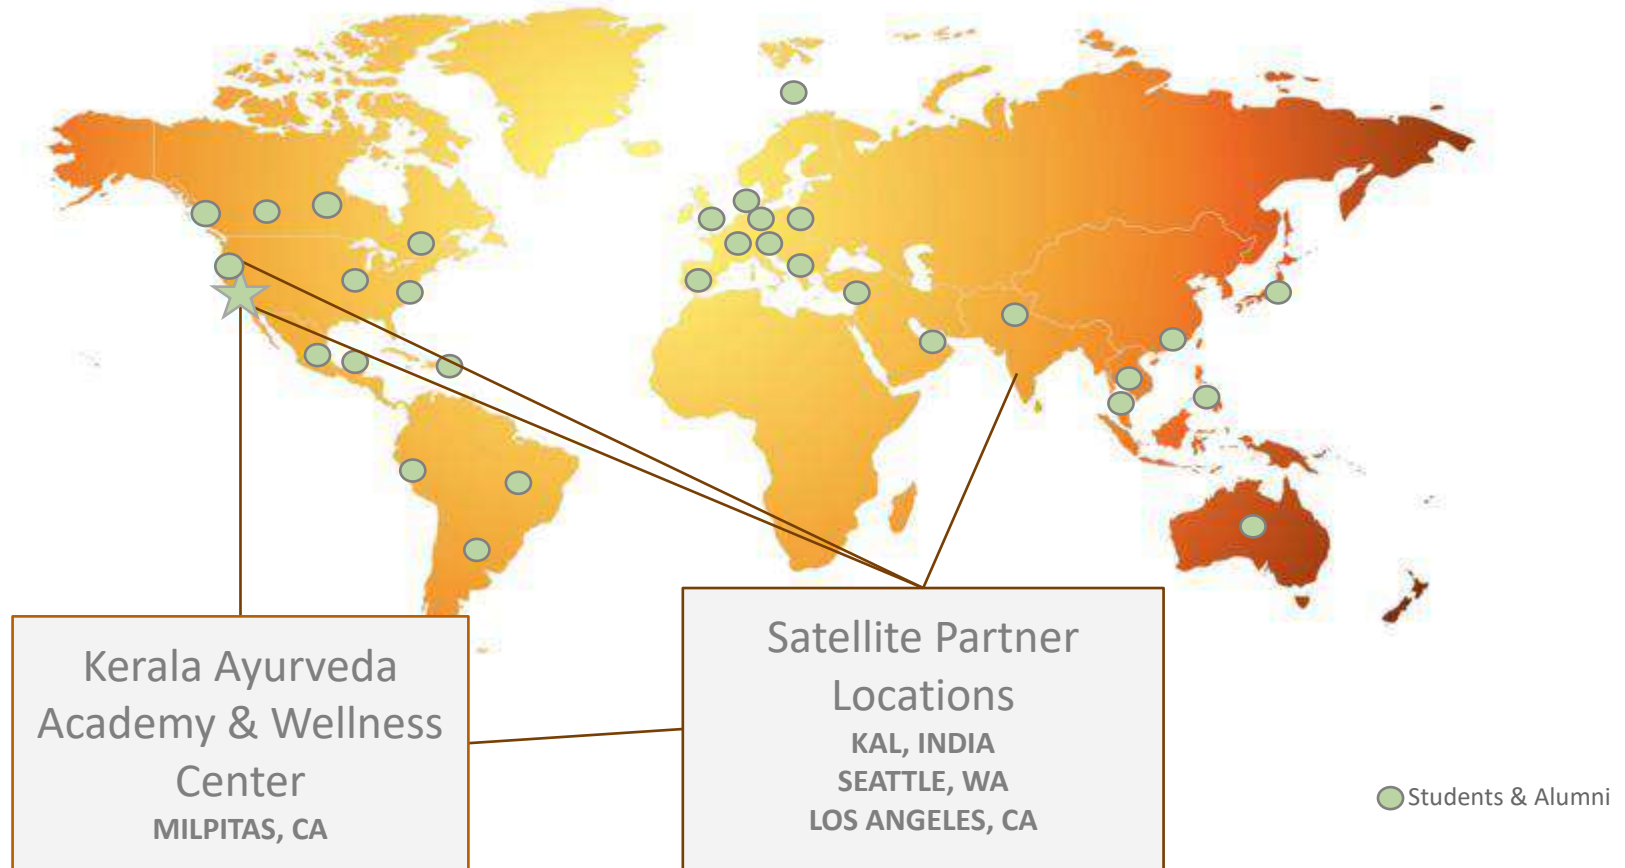 Kerala Ayurveda
Academy & Wellness
Center
MILPITAS, CA
Satellite Partner
Locations
KAL, INDIA
SEATTLE, WA
LOS ANGELES, CA
Students & Alumni